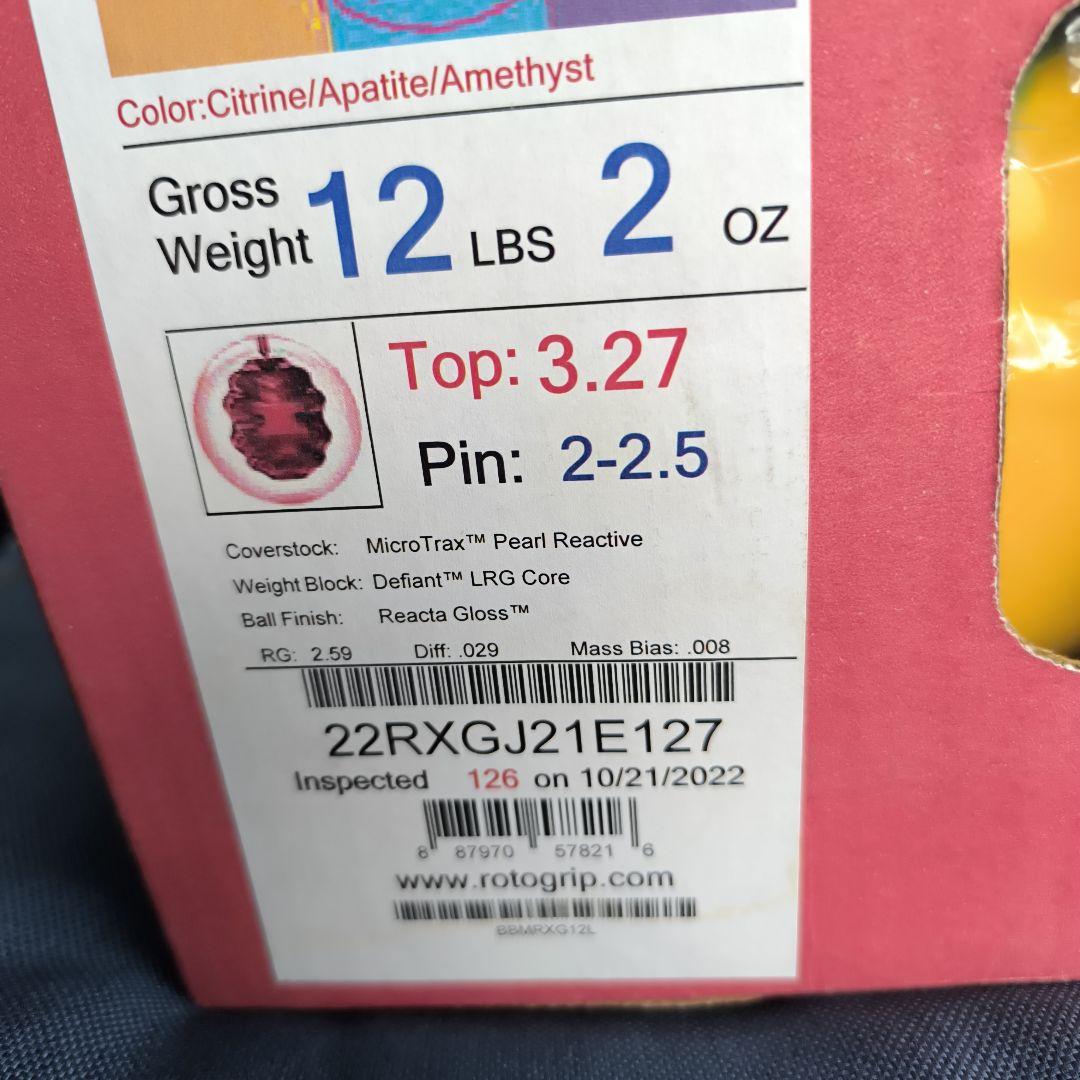 Color:Citrine/Apatite/Amethyst
Gross Weight 12 LBS 2 OZ
Top: 3.27
Pin: 2-2.5
Coverstock: MicroTrax™ Pearl Reactive
Weight Block: Defiant™ LRG Core
Ball Finish: Reacta Gloss™
RG: 2.59 Diff: .029 Mass Bias: .008
22RXGJ21E127
Inspected 126 on 10/21/2022
8 87970 57821 6
www.rotogrip.com
BBMRXG12L